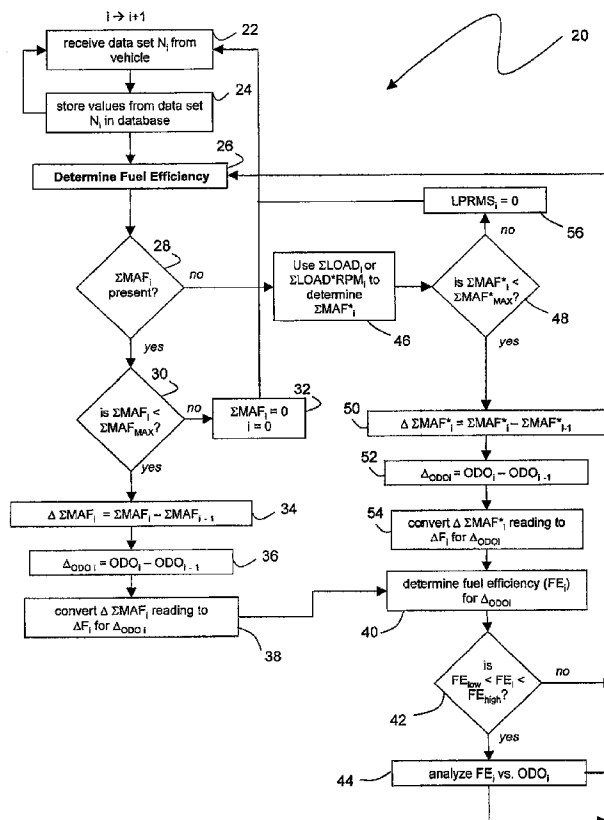 i → i+1
22
receive data set Nᵢ from
vehicle
20
24
store values from data set
Nᵢ in database
26
Determine Fuel Efficiency
LPRMSᵢ = 0
56
no
28
ΣMAFᵢ
present?
no
Use ΣLOADᵢ or
ΣLOAD*RPMᵢ to
determine
ΣMAF*ᵢ
46
is ΣMAF*ᵢ <
ΣMAF*MAX?
48
yes
yes
30
is ΣMAFᵢ <
ΣMAFMAX?
no
32
ΣMAFᵢ = 0
i = 0
yes
50
Δ ΣMAF*ᵢ = ΣMAF*ᵢ – ΣMAF*i-1
52
ΔODOi = ODOᵢ – ODOi-1
34
Δ ΣMAFᵢ = ΣMAFᵢ – ΣMAFi-1
54
convert Δ ΣMAF*ᵢ reading to
ΔFᵢ for ΔODOi
36
ΔODOi = ODOᵢ – ODOi-1
38
convert Δ ΣMAFᵢ reading to
ΔFᵢ for ΔODOi
determine fuel efficiency (FEᵢ)
for ΔODOi
40
is
FElow < FEᵢ <
FEhigh?
no
42
yes
44
analyze FEᵢ vs. ODOᵢ